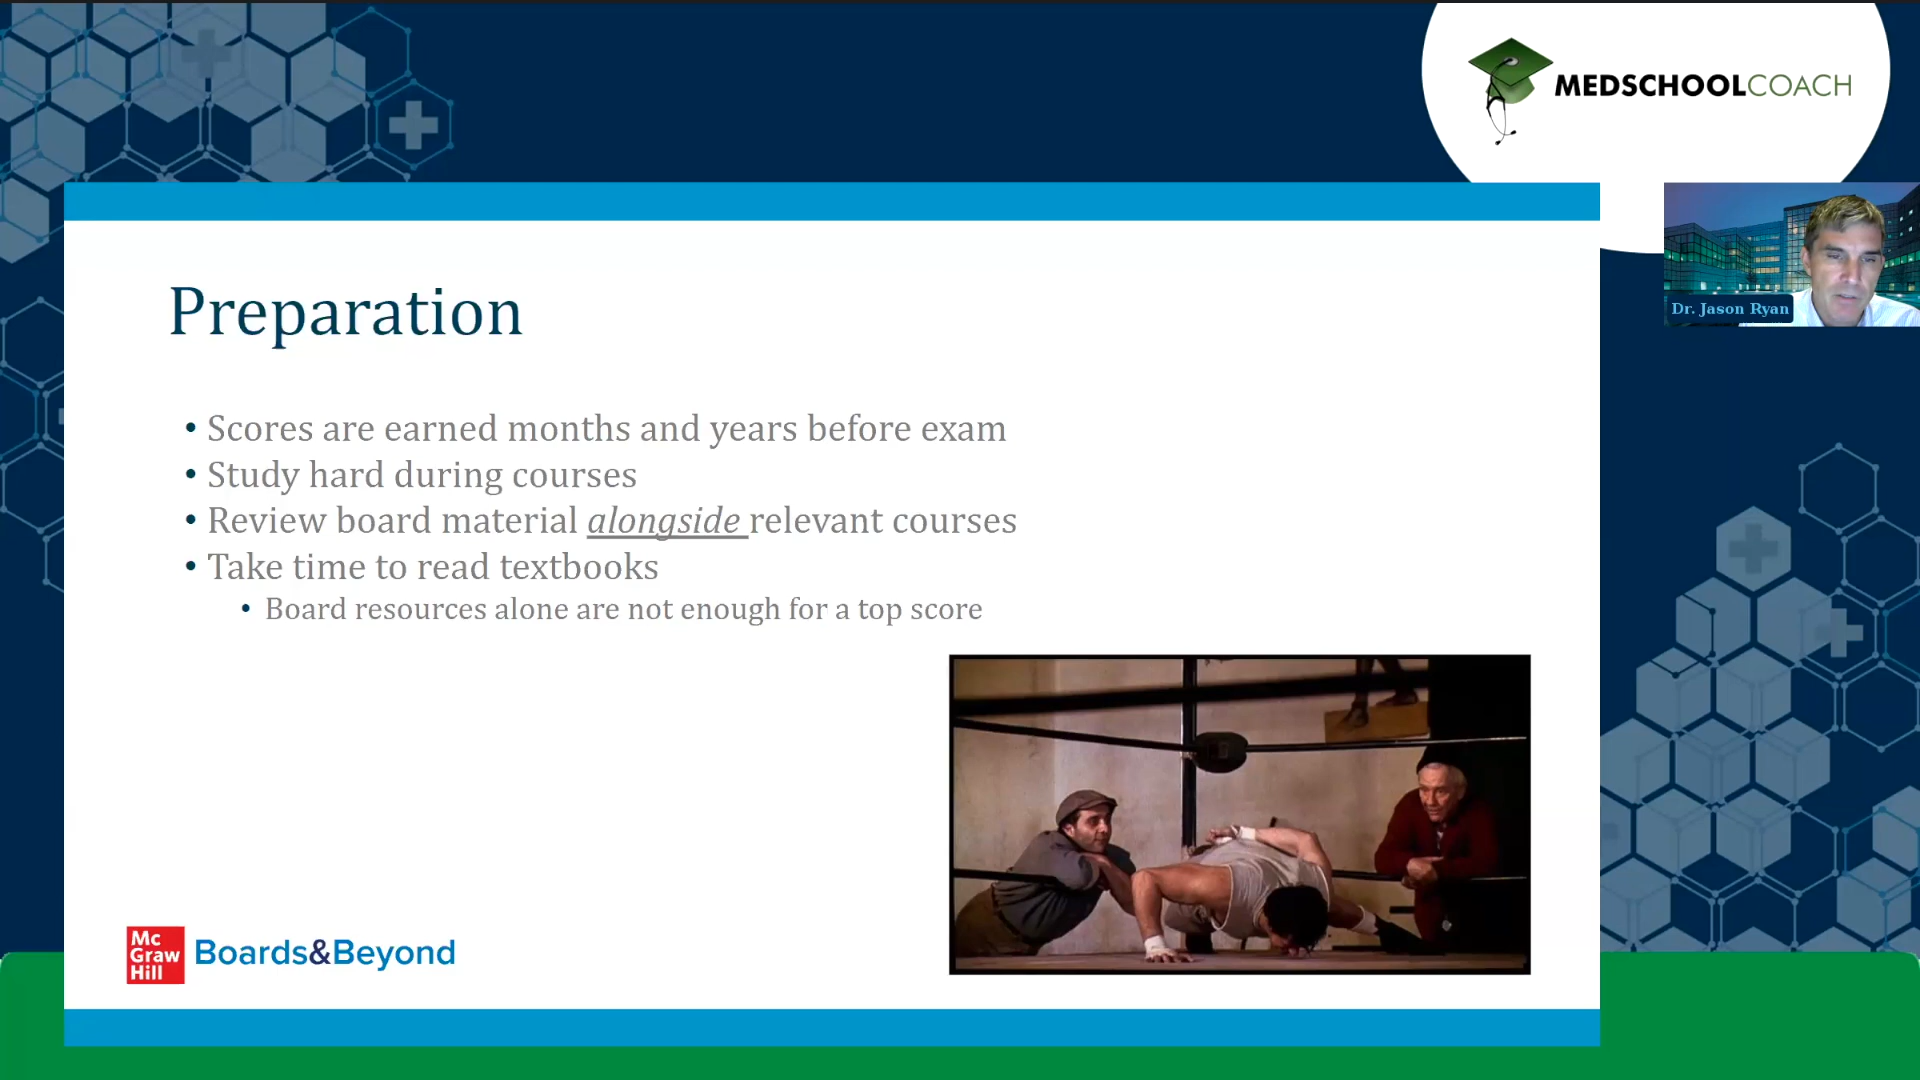 MEDSCHOOLCOACH
Dr. Jason Ryan
Preparation
• Scores are earned months and years before exam
• Study hard during courses
• Review board material alongside relevant courses
• Take time to read textbooks
• Board resources alone are not enough for a top score
Mc
Graw
Hill
Boards&Beyond